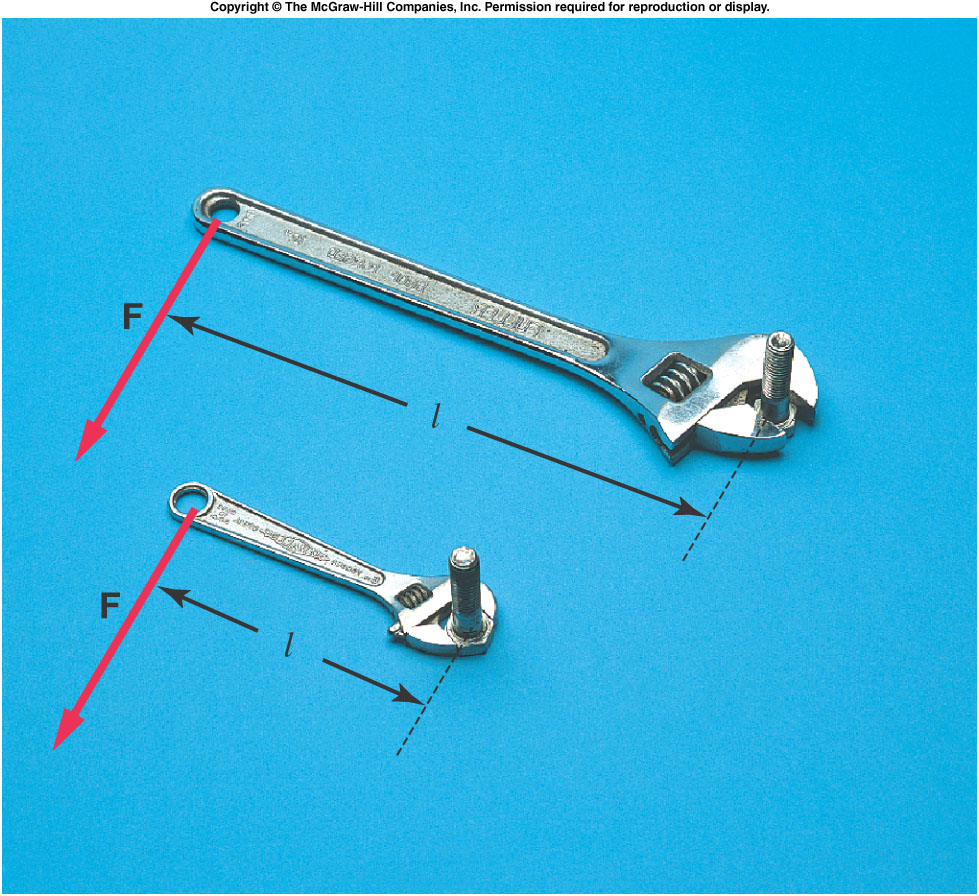 Copyright © The McGraw-Hill Companies, Inc. Permission required for reproduction or display.
F
l
F
l